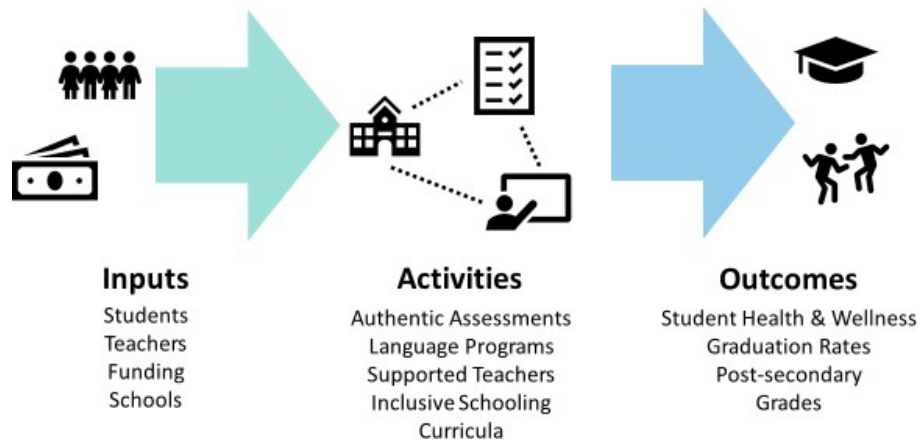 Inputs
Students
Teachers
Funding
Schools
Activities
Authentic Assessments
Language Programs
Supported Teachers
Inclusive Schooling
Curricula
Outcomes
Student Health & Wellness
Graduation Rates
Post-secondary
Grades